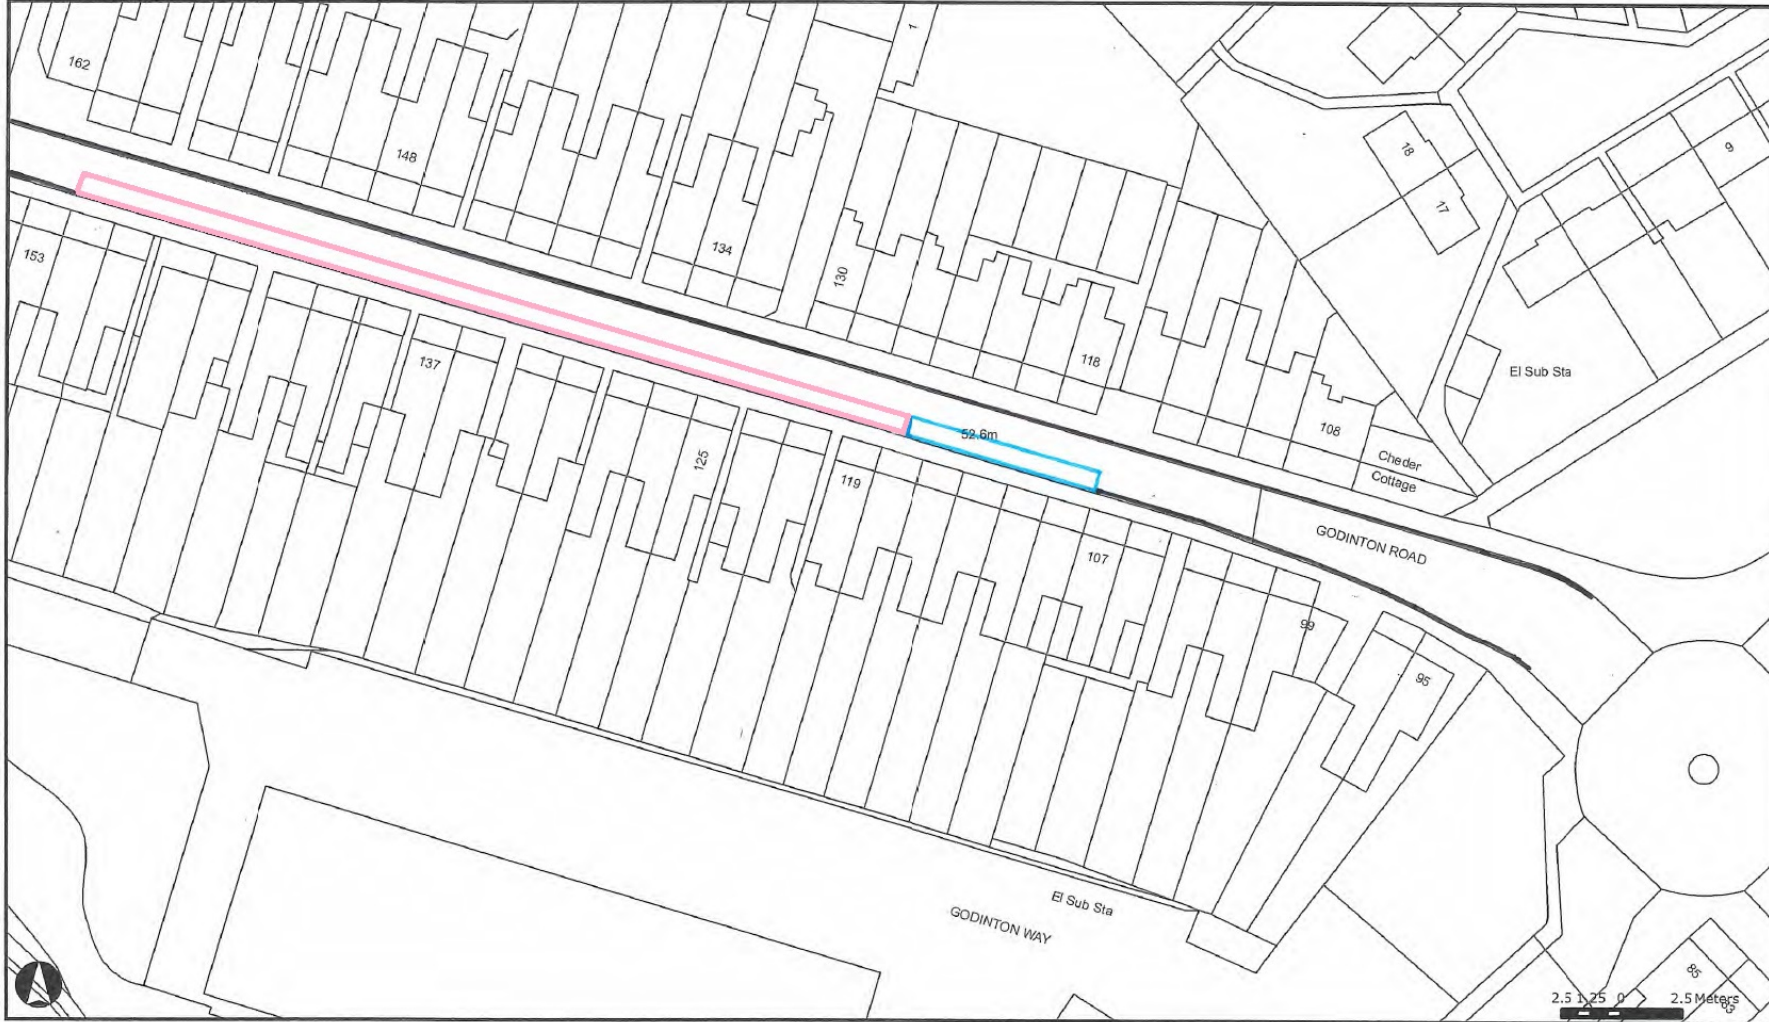 1
162
148
18
9
17
134
153
130
118
El Sub Sta
137
108
52.6m
Cheder
Cottage
125
119
GODINTON ROAD
107
99
95
El Sub Sta
GODINTON WAY
85
83
2.5 1.25 0 2.5 Meters